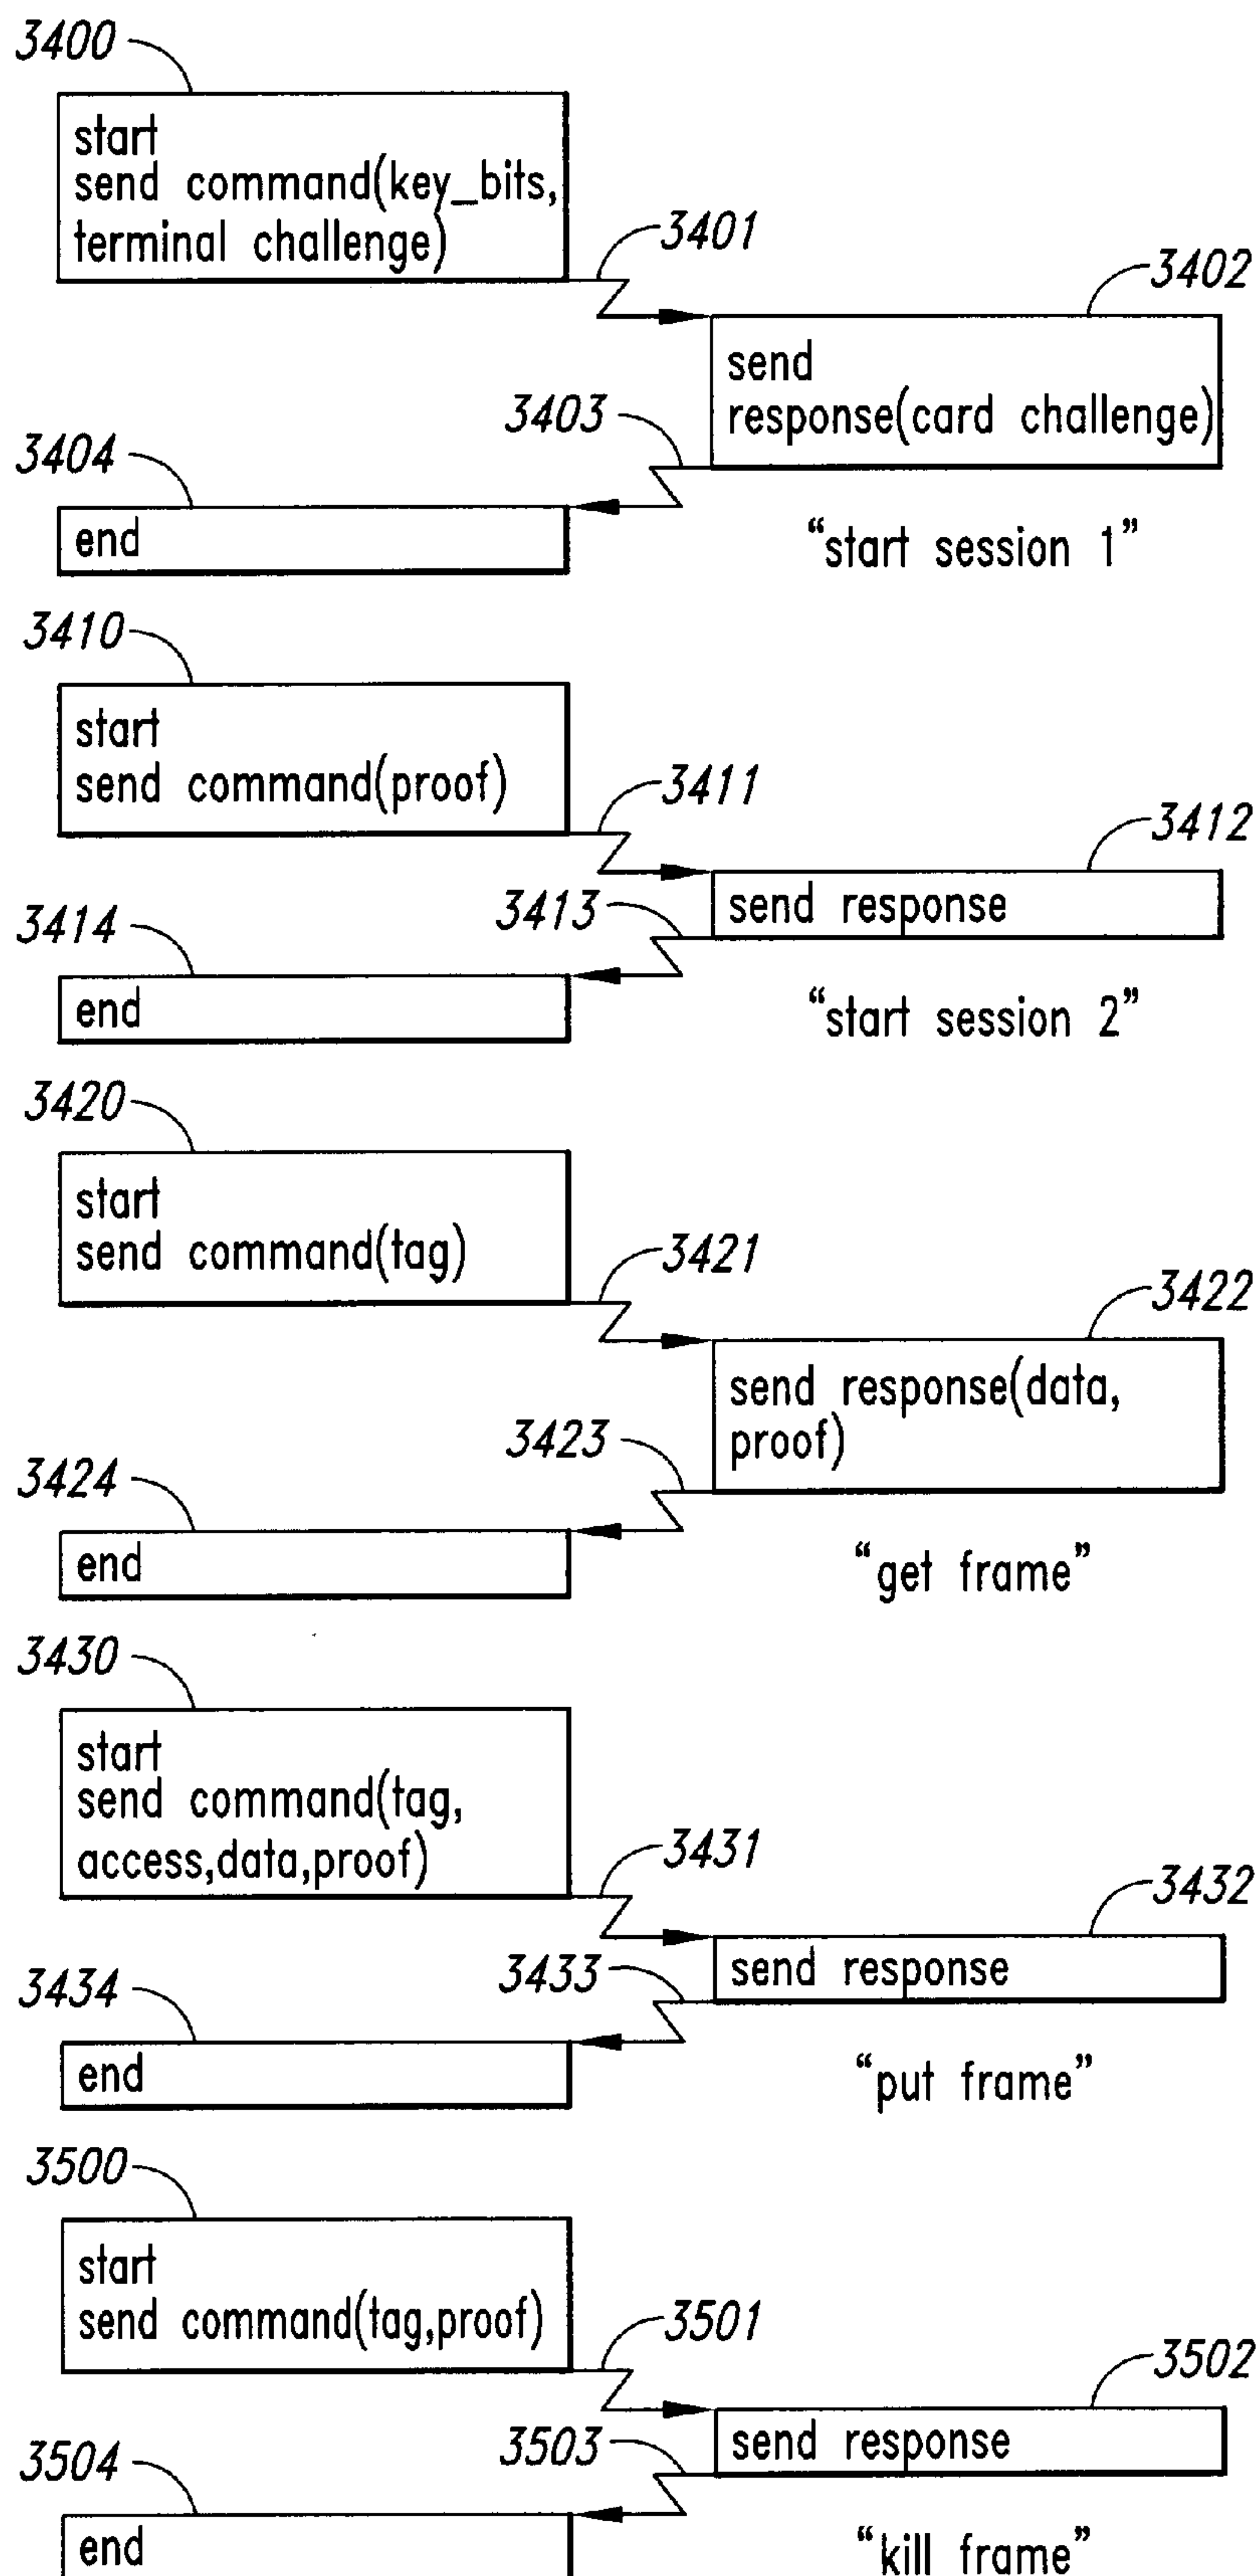 3400
start
send command(key_bits,
terminal challenge)
3401
3402
send
response(card challenge)
3403
3404
end
“start session 1”
3410
start
send command(proof)
3411
3412
send response
3413
3414
end
“start session 2”
3420
start
send command(tag)
3421
3422
send response(data,
proof)
3423
3424
end
“get frame”
3430
start
send command(tag,
access,data,proof)
3431
3432
send response
3433
3434
end
“put frame”
3500
start
send command(tag,proof)
3501
3502
send response
3503
3504
end
“kill frame”